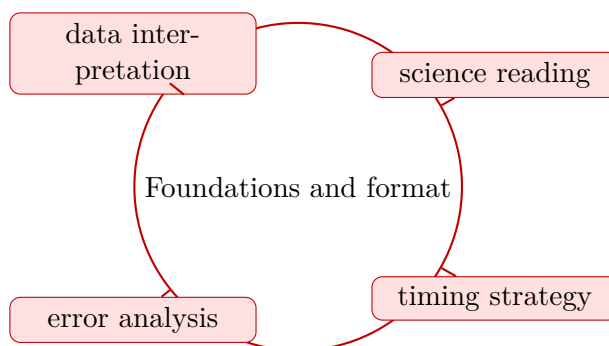 data inter-
pretation
science reading
Foundations and format
error analysis
timing strategy